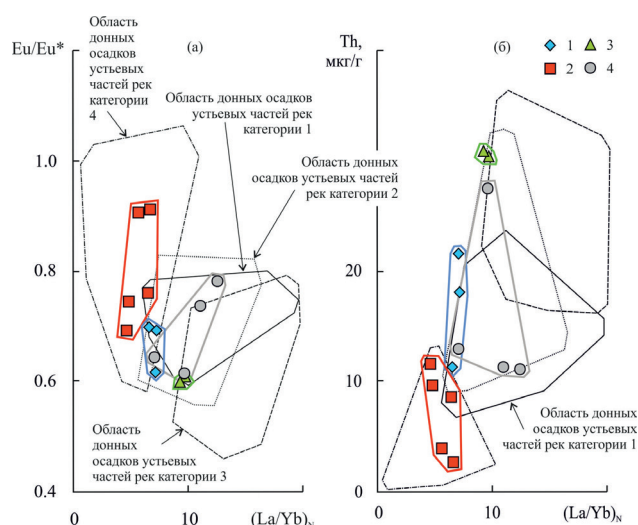 Eu/Eu*
Область
донных
осадков
устьевых
частей рек
категории
4
(а)
Область донных осадков
устьевых частей рек
категории 1
Область донных
осадков устьевых частей
рек категории 2
Область
донных
осадков устьевых
частей рек категории 3
1.0
0.8
0.6
0.4
0
10
(La/Yb)N
Th,
мкг/г
(б)
1
2
3
4
20
10
0
Область донных
осадков устьевых
частей рек категории 1
0
10
(La/Yb)N